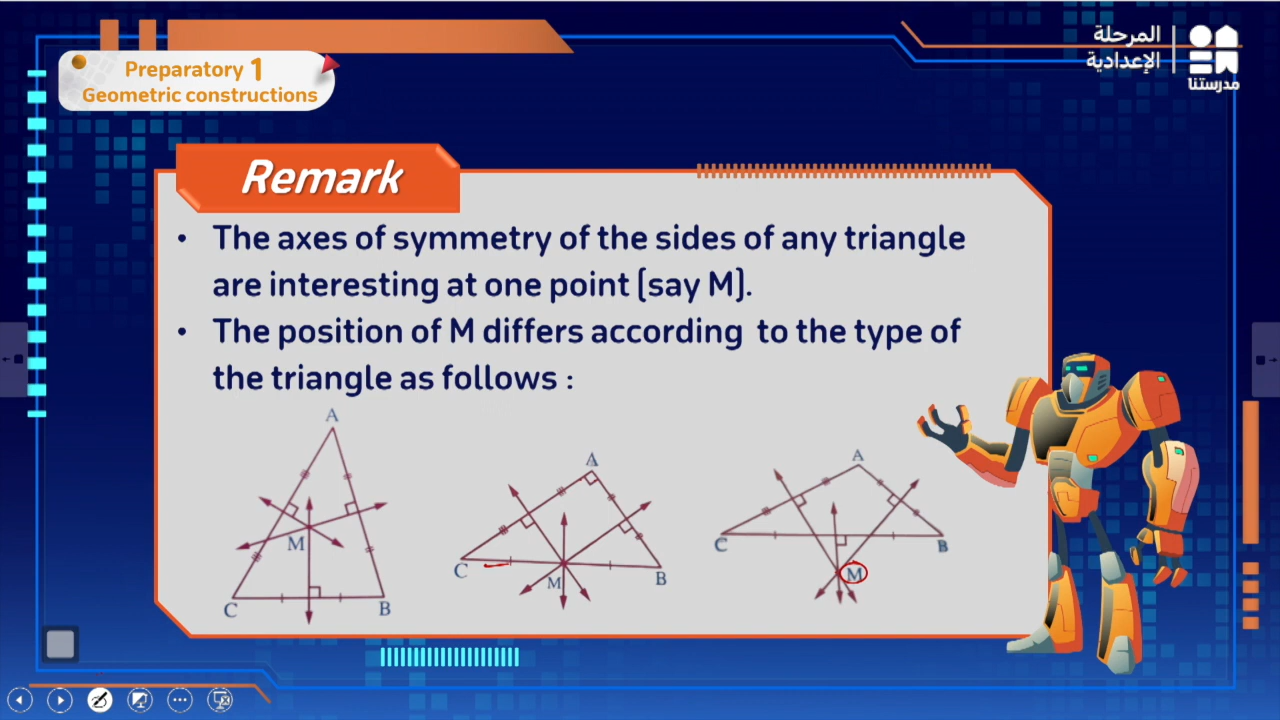 Preparatory 1
Geometric constructions
المرحلة
الإعدادية
مدرستنا
Remark
• The axes of symmetry of the sides of any triangle
are interesting at one point (say M).
• The position of M differs according to the type of
the triangle as follows :
A
M
C
B
A
C
M
B
A
C
B
M